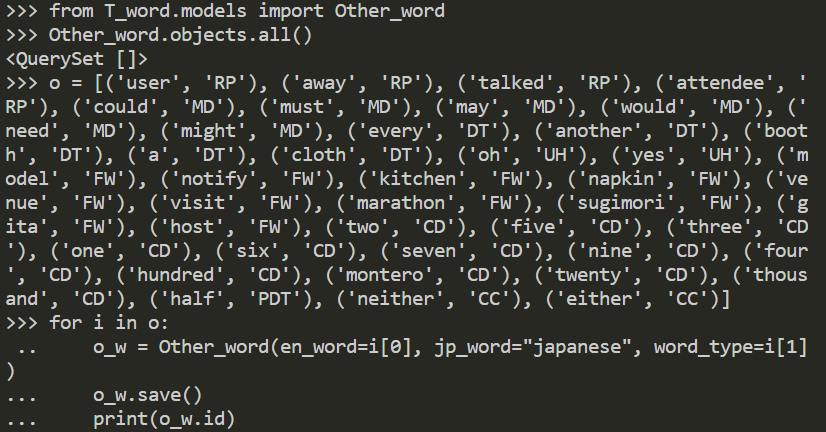 >>> from T_word.models import Other_word
>>> Other_word.objects.all()
<QuerySet []>
>>> o = [('user', 'RP'), ('away', 'RP'), ('talked', 'RP'), ('attendee', '
RP'), ('could', 'MD'), ('must', 'MD'), ('may', 'MD'), ('would', 'MD'), ('
need', 'MD'), ('might', 'MD'), ('every', 'DT'), ('another', 'DT'), ('boot
h', 'DT'), ('a', 'DT'), ('cloth', 'DT'), ('oh', 'UH'), ('yes', 'UH'), ('m
odel', 'FW'), ('notify', 'FW'), ('kitchen', 'FW'), ('napkin', 'FW'), ('ve
nue', 'FW'), ('visit', 'FW'), ('marathon', 'FW'), ('sugimori', 'FW'), ('g
ita', 'FW'), ('host', 'FW'), ('two', 'CD'), ('five', 'CD'), ('three', 'CD
'), ('one', 'CD'), ('six', 'CD'), ('seven', 'CD'), ('nine', 'CD'), ('four
', 'CD'), ('hundred', 'CD'), ('montero', 'CD'), ('twenty', 'CD'), ('thous
and', 'CD'), ('half', 'PDT'), ('neither', 'CC'), ('either', 'CC')]
>>> for i in o:
 ..     o_w = Other_word(en_word=i[0], jp_word="japanese", word_type=i[1]
)
...     o_w.save()
...     print(o_w.id)